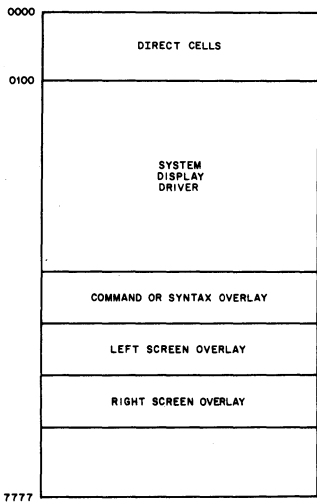 0000
DIRECT CELLS
0100
SYSTEM
DISPLAY
DRIVER
COMMAND OR SYNTAX OVERLAY
LEFT SCREEN OVERLAY
RIGHT SCREEN OVERLAY
7777